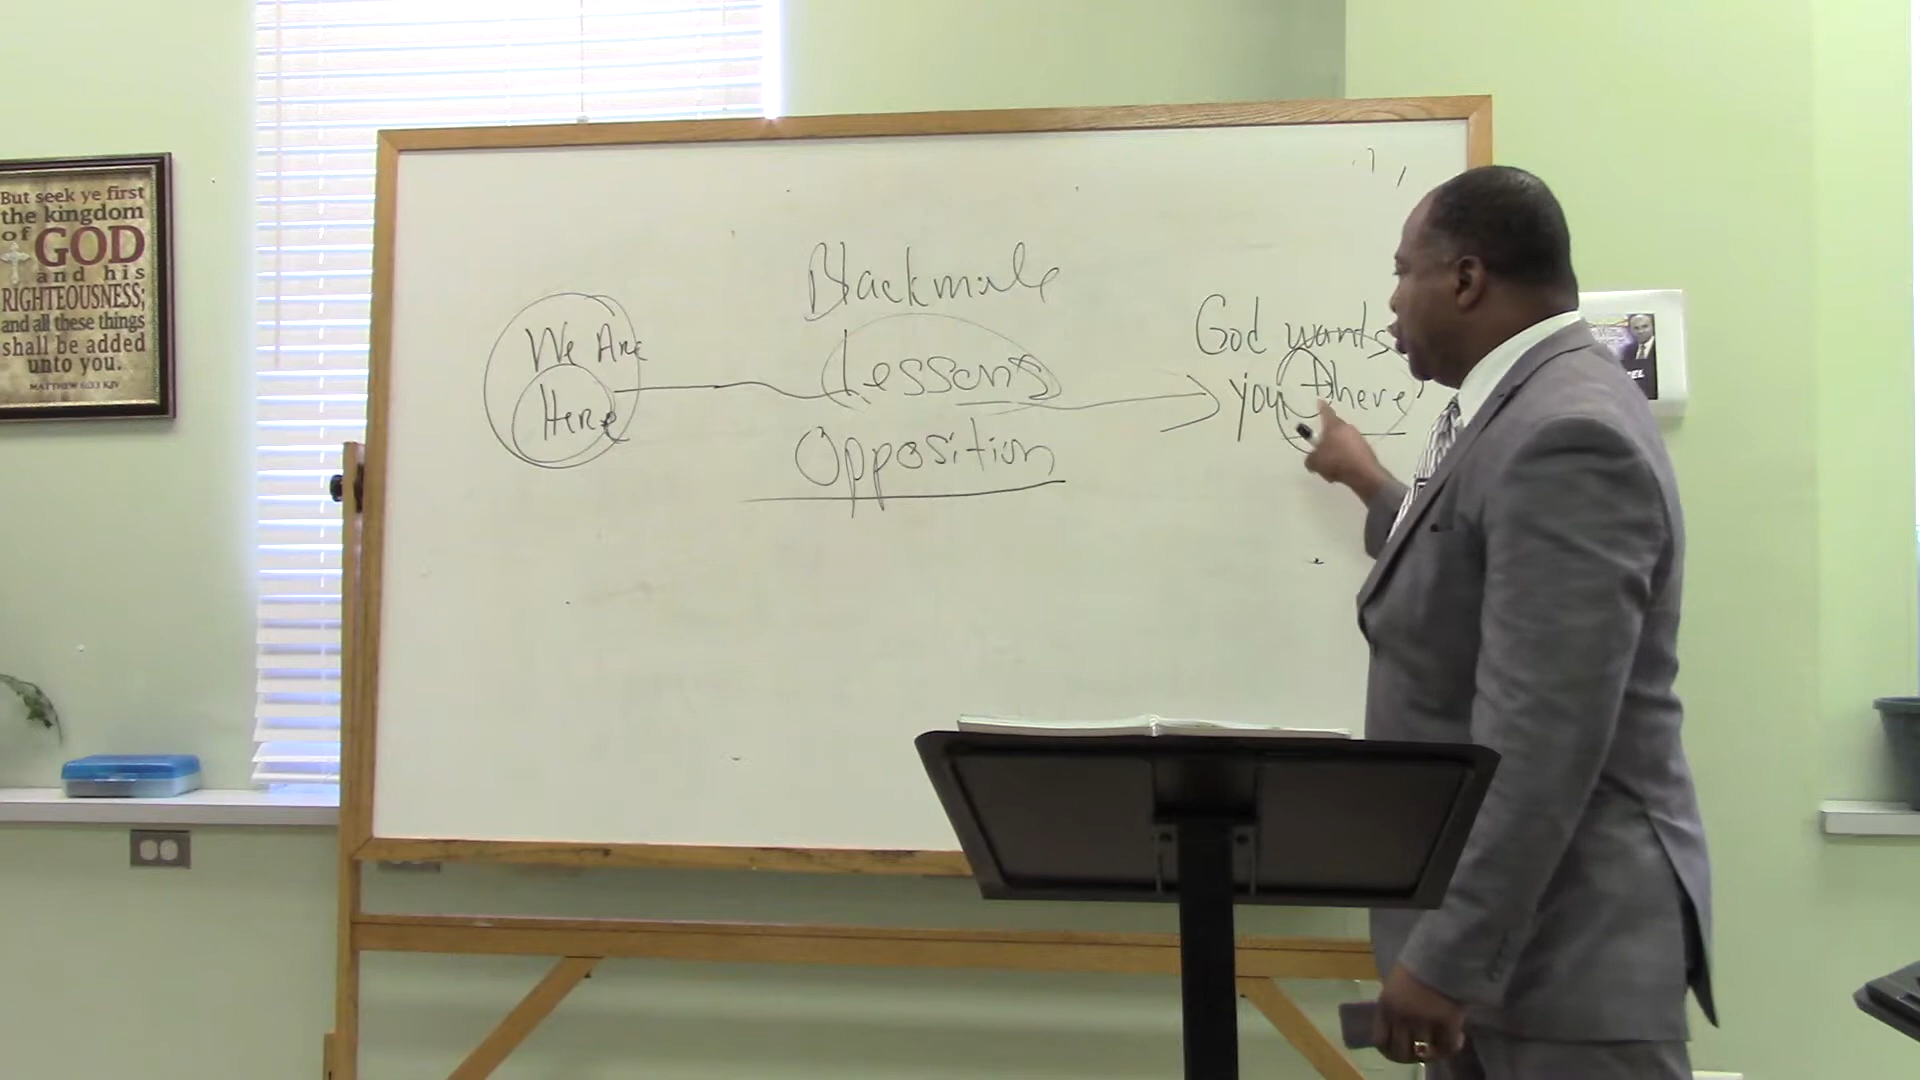 But seek ye first
the kingdom
of GOD
and his
RIGHTEOUSNESS;
and all these things
shall be added
unto you.
MATTHEW 6:33 KJV
We Are
Here
Blackmale
Lessons
Opposition
God wants
you there